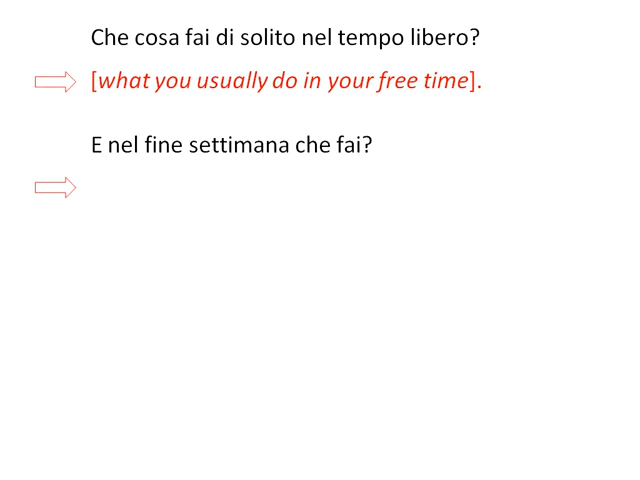 Che cosa fai di solito nel tempo libero?
[what you usually do in your free time].
E nel fine settimana che fai?